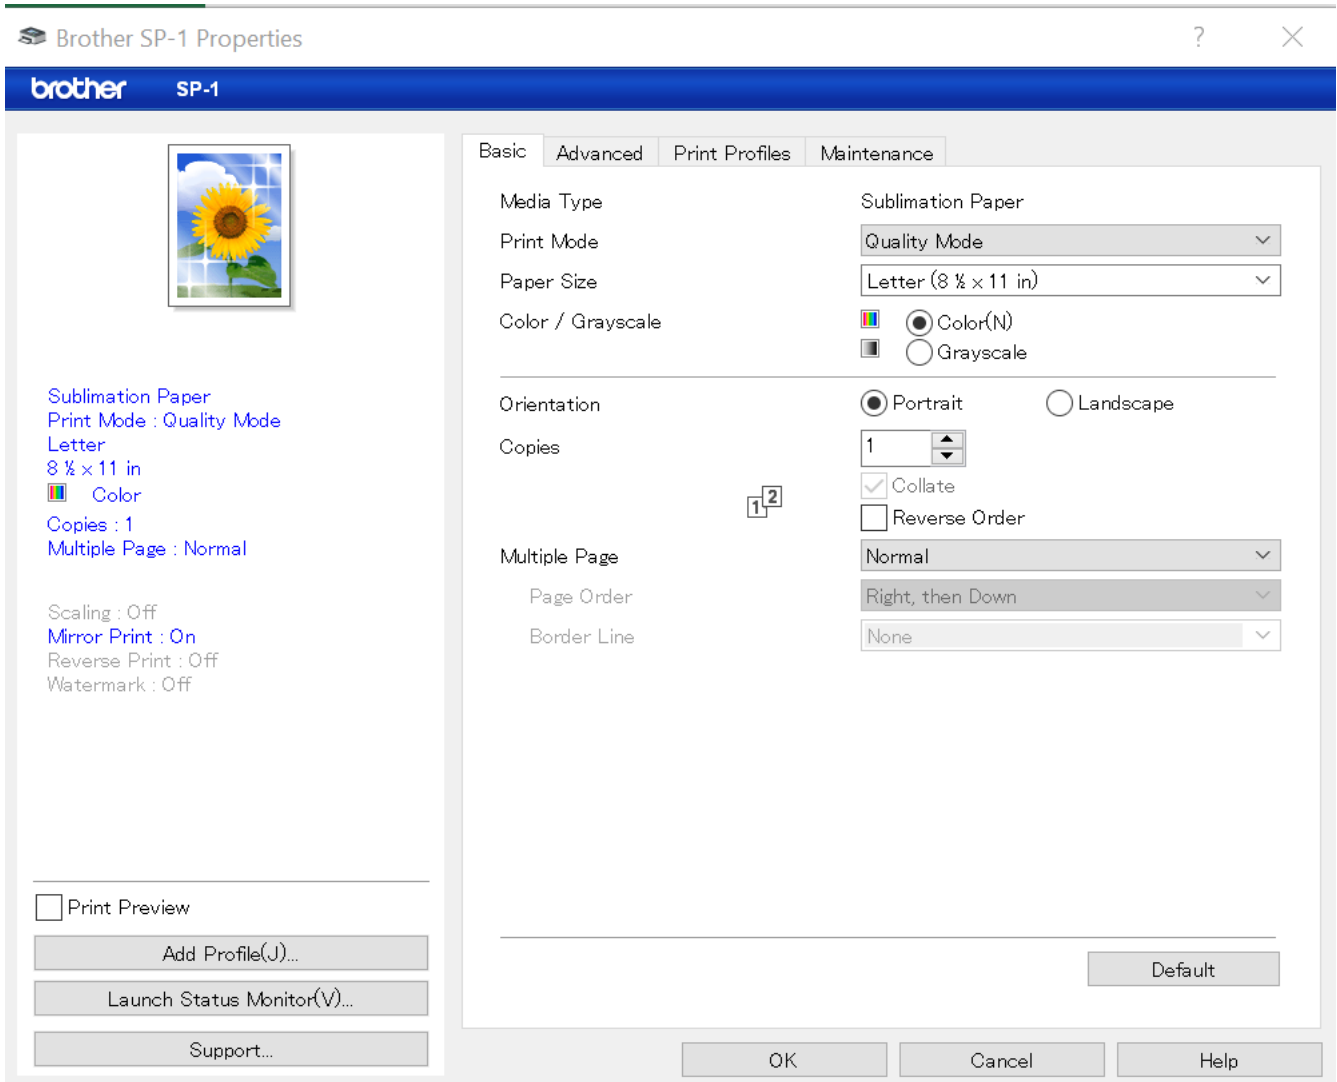 Brother SP-1 Properties
brother SP-1
Basic Advanced Print Profiles Maintenance
Media Type Sublimation Paper
Print Mode Quality Mode
Paper Size Letter (8 ½ × 11 in)
Color / Grayscale Color(N)
Grayscale
Orientation Portrait Landscape
Copies 1
Collate
1 2
Reverse Order
Multiple Page Normal
Page Order Right, then Down
Border Line None
Default
Sublimation Paper
Print Mode : Quality Mode
Letter
8 ½ × 11 in
Color
Copies : 1
Multiple Page : Normal
Scaling : Off
Mirror Print : On
Reverse Print : Off
Watermark : Off
Print Preview
Add Profile(J)...
Launch Status Monitor(V)...
Support...
OK Cancel Help